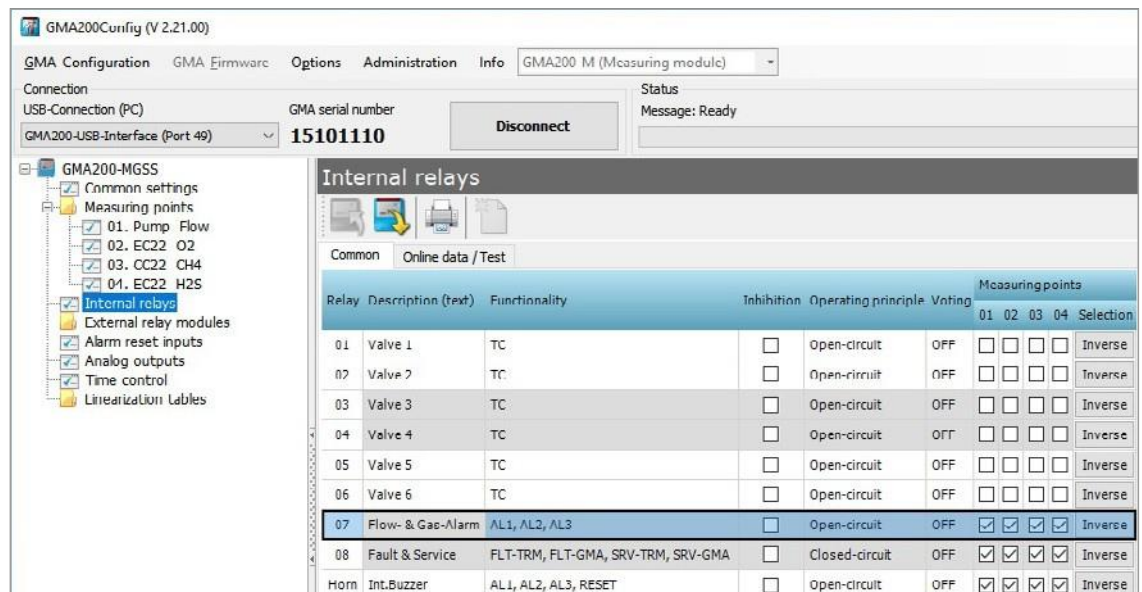 GMA200Config (V 2.21.00)
GMA Configuration GMA Firmware Options Administration Info GMA200 M (Measuring module)
Connection Status
USB-Connection (PC) GMA serial number Message: Ready
GMA200-USB-Interface (Port 49) 15101110 Disconnect
GMA200-MGSS
Common settings
Measuring points
01. Pump Flow
02. EC22 O2
03. CC22 CH4
04. EC22 H2S
Internal relays
External relay modules
Alarm reset inputs
Analog outputs
Time control
Linearization tables
Internal relays
Common Online data / Test
Relay Description (text) Functionality Inhibition Operating principle Voting Measuring points
01 02 03 04 Selection
01 Valve 1 TC Open-circuit OFF Inverse
02 Valve 2 TC Open-circuit OFF Inverse
03 Valve 3 TC Open-circuit OFF Inverse
04 Valve 4 TC Open-circuit OFF Inverse
05 Valve 5 TC Open-circuit OFF Inverse
06 Valve 6 TC Open-circuit OFF Inverse
07 Flow- & Gas-Alarm AL1, AL2, AL3 Open-circuit OFF Inverse
08 Fault & Service FLT-TRM, FLT-GMA, SRV-TRM, SRV-GMA Closed-circuit OFF Inverse
Horn Int.Buzzer AL1, AL2, AL3, RESET Open-circuit OFF Inverse